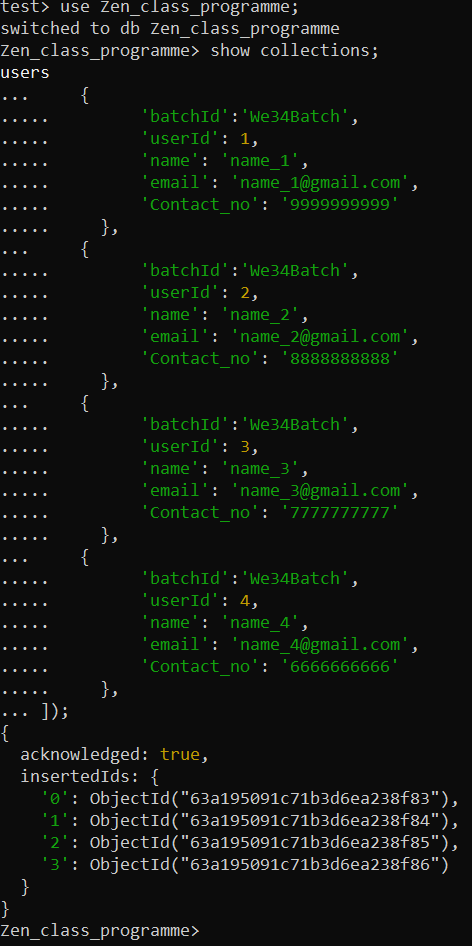 test> use Zen_class_programme;
switched to db Zen_class_programme
Zen_class_programme> show collections;
users
...     {
.....         'batchId':'We34Batch',
.....         'userId': 1,
.....         'name': 'name_1',
.....         'email': 'name_1@gmail.com',
.....         'Contact_no': '9999999999'
.....     },
...     {
.....         'batchId':'We34Batch',
.....         'userId': 2,
.....         'name': 'name_2',
.....         'email': 'name_2@gmail.com',
.....         'Contact_no': '8888888888'
.....     },
...     {
.....         'batchId':'We34Batch',
.....         'userId': 3,
.....         'name': 'name_3',
.....         'email': 'name_3@gmail.com',
.....         'Contact_no': '7777777777'
.....     },
...     {
.....         'batchId':'We34Batch',
.....         'userId': 4,
.....         'name': 'name_4',
.....         'email': 'name_4@gmail.com',
.....         'Contact_no': '6666666666'
.....     },
... ]);
{
  acknowledged: true,
  insertedIds: {
    '0': ObjectId("63a195091c71b3d6ea238f83"),
    '1': ObjectId("63a195091c71b3d6ea238f84"),
    '2': ObjectId("63a195091c71b3d6ea238f85"),
    '3': ObjectId("63a195091c71b3d6ea238f86")
  }
}
Zen_class_programme>